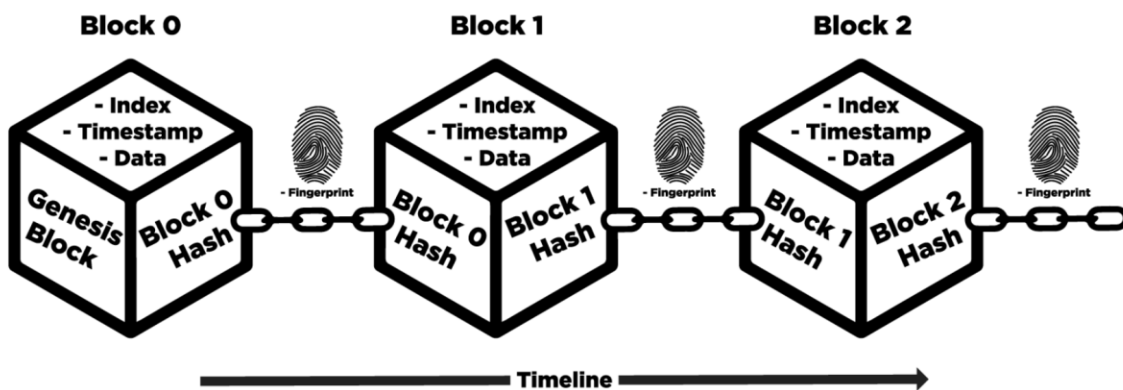 Block 0
Block 1
Block 2
- Index
- Timestamp
- Data
Genesis
Block
Block 0
Hash
- Fingerprint
- Index
- Timestamp
- Data
Block 0
Hash
Block 1
Hash
- Fingerprint
- Index
- Timestamp
- Data
Block 1
Hash
Block 2
Hash
- Fingerprint
Timeline